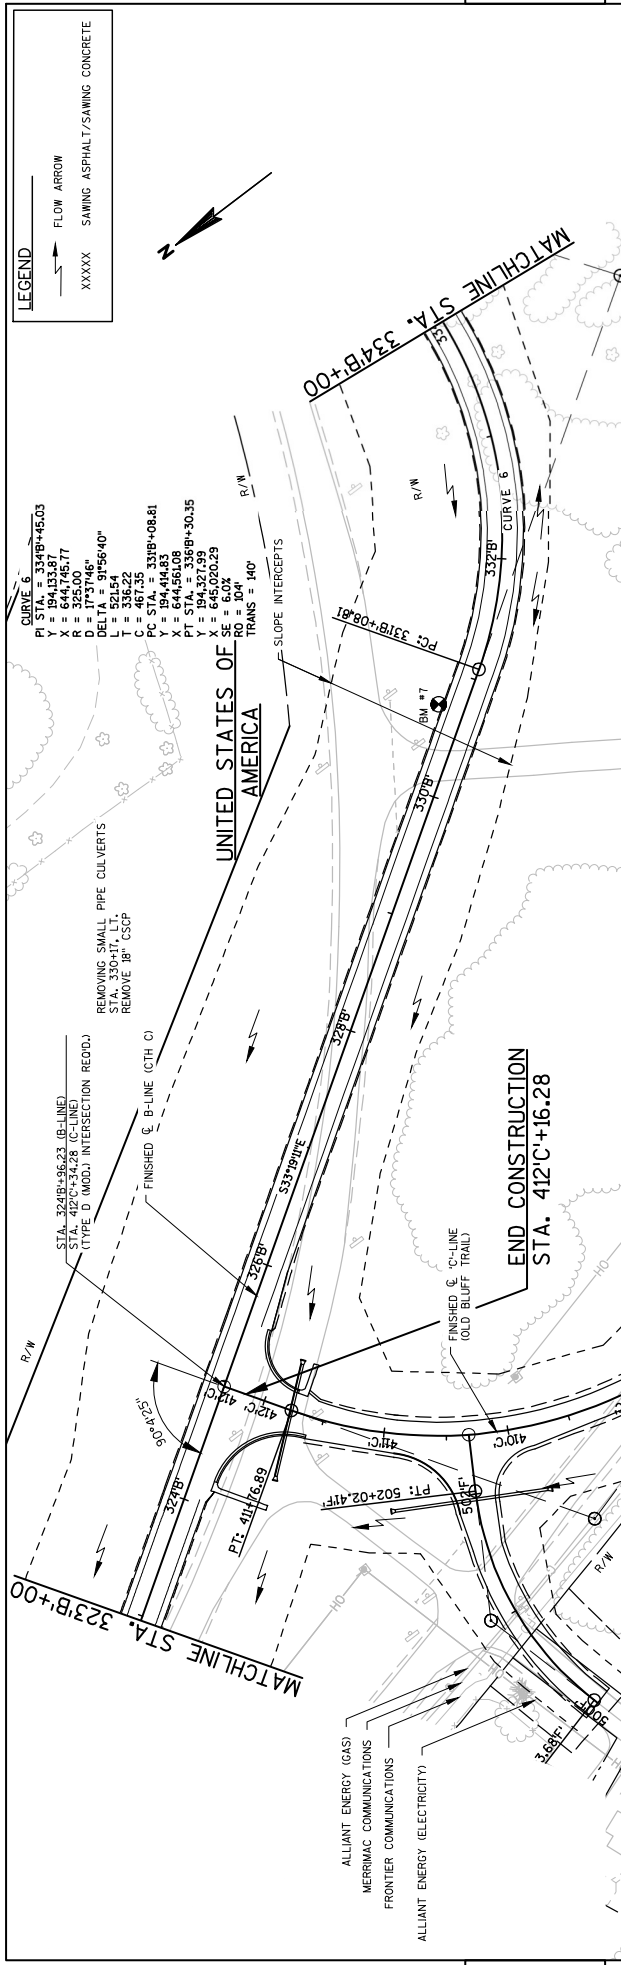 LEGEND
FLOW ARROW
XXXXX SAWING ASPHALT/SAWING CONCRETE
N
CURVE 6
PI STA. = 334'B'+45.03
Y = 194,133.87
X = 644,745.77
R = 325.00
D = 17°37'46"
DELTA = 91°56'40"
L = 521.54
T = 336.22
C = 467.35
PC STA. = 331'B'+08.81
Y = 194,414.83
X = 644,561.08
PT STA. = 336'B'+30.35
Y = 194,327.99
X = 645,020.29
SE = 6.0%
RO = 104'
TRANS = 140'
MATCHLINE STA. 334'B'+00
R/W
R/W
SLOPE INTERCEPTS
UNITED STATES OF
AMERICA
REMOVING SMALL PIPE CULVERTS
STA. 330+17, LT.
REMOVE 18" CSCP
STA. 324'B'+96.23 (B-LINE)
STA. 412'C'+34.28 (C-LINE)
(TYPE D (MOD.) INTERSECTION REQ'D.)
FINISHED ℄ B-LINE (CTH C)
R/W
33
CURVE 6
332'B'
PC: 331'B'+08.81
BM #7
330'B'
328'B'
S33°19'11"E
326'B'
324'B'
90°4'25"
412'C'
412'C'
MATCHLINE STA. 323'B'+00
PT: 411+76.89
END CONSTRUCTION
STA. 412'C'+16.28
FINISHED ℄ 'C'-LINE
(OLD BLUFF TRAIL)
411'C'
410'C'
PT: 502+02.41'F'
502'F'
500'F'
3.68'F'
HO
HO
R/W
ALLIANT ENERGY (GAS)
MERRIMAC COMMUNICATIONS
FRONTIER COMMUNICATIONS
ALLIANT ENERGY (ELECTRICITY)